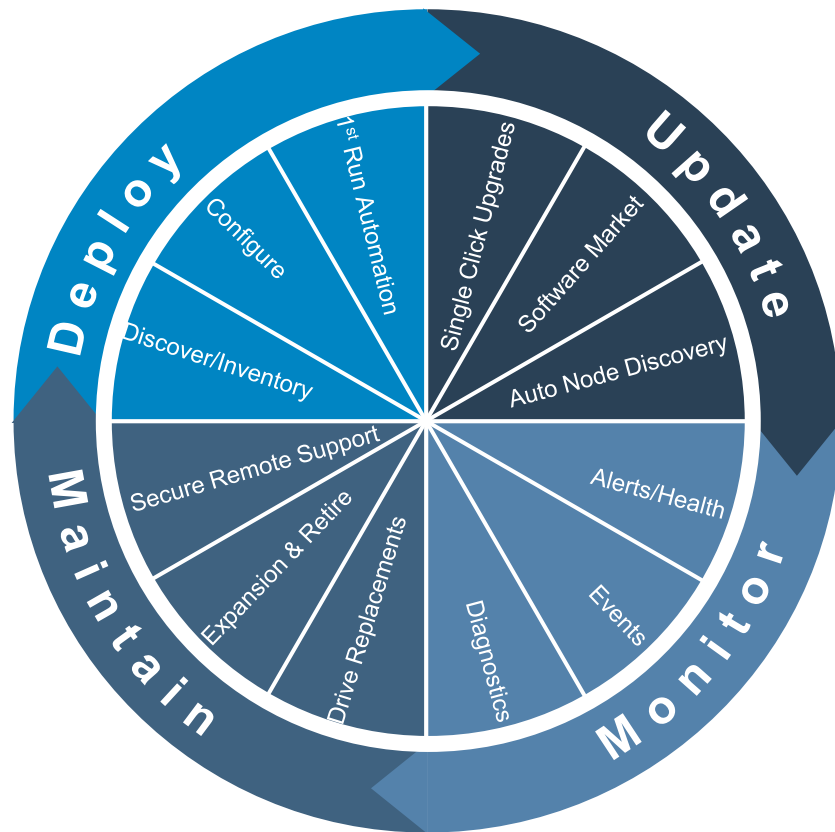 Deploy
Discover/Inventory
Configure
1st Run Automation
Update
Single Click Upgrades
Software Market
Auto Node Discovery
Monitor
Alerts/Health
Events
Diagnostics
Maintain
Drive Replacements
Expansion & Retire
Secure Remote Support